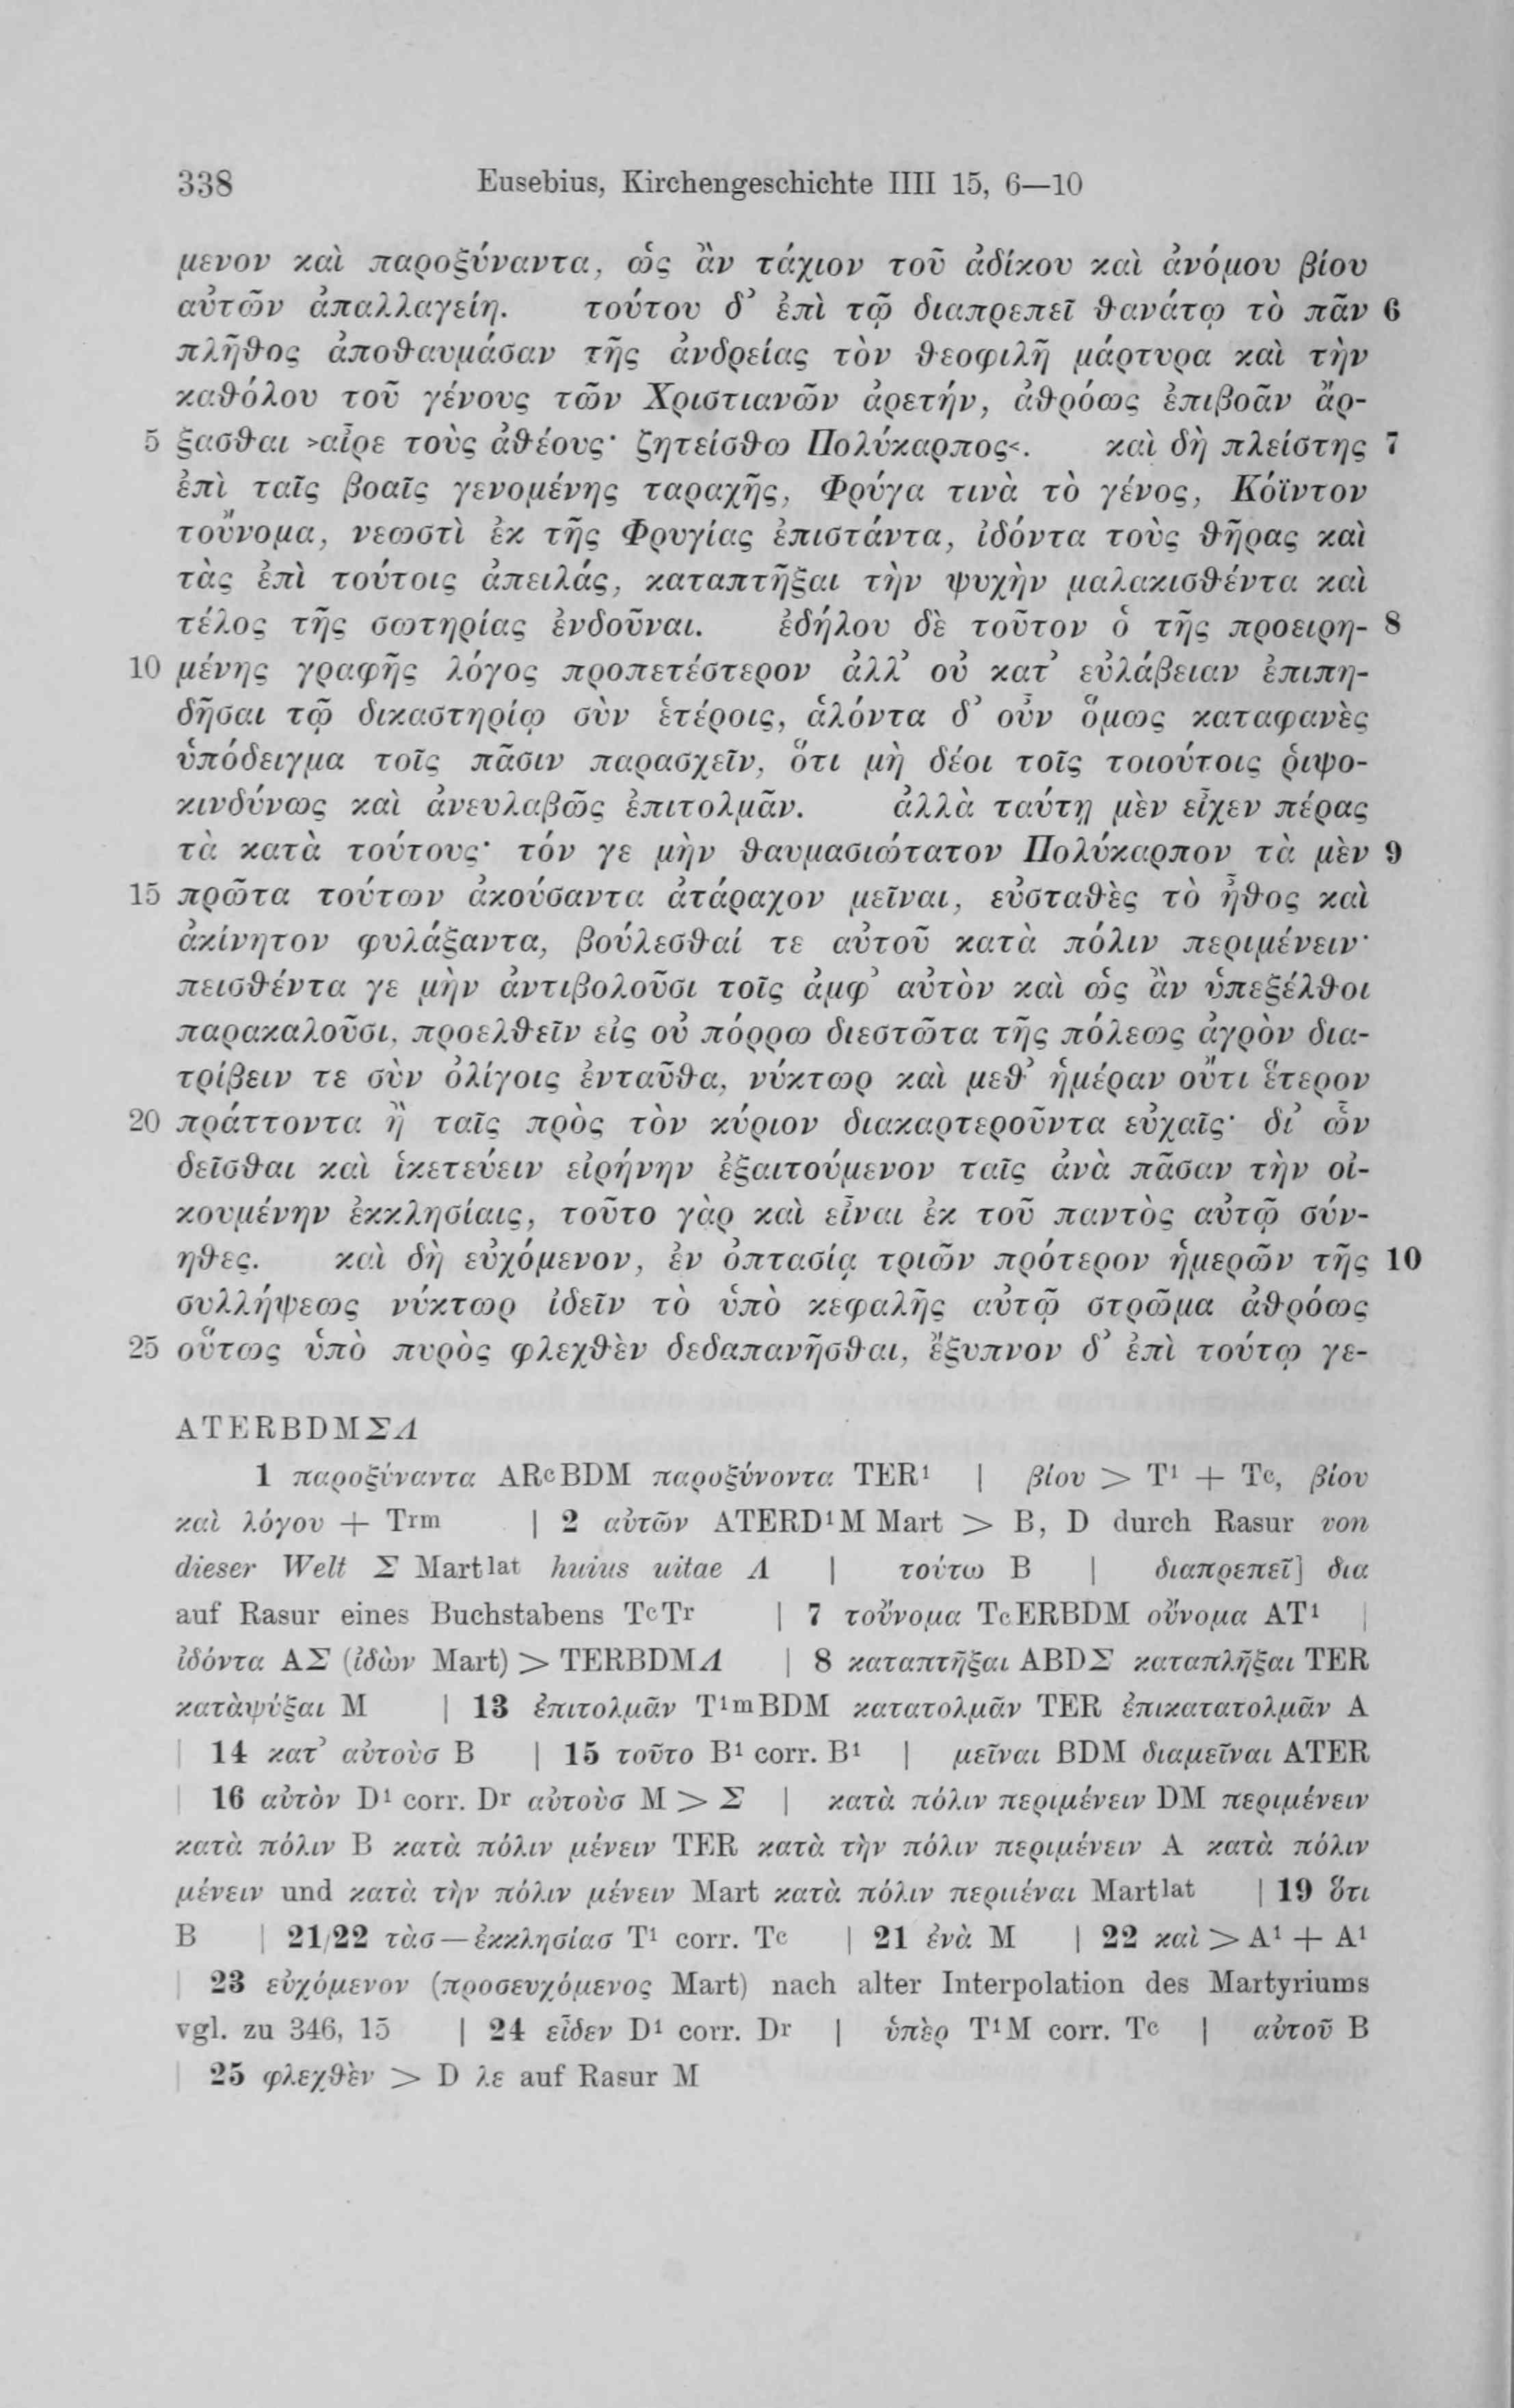 338 Eusebius, Kirchengeschichte IIII 15, 6—10
μενον καὶ παροξύναντα, ὡς ἂν τάχιον τοῦ ἀδίκου καὶ ἀνόμου βίου
αὐτῶν ἀπαλλαγείη. τούτου δ’ ἐπὶ τῷ διαπρεπεῖ θανάτῳ τὸ πᾶν 6
πλῆθος ἀποθαυμάσαν τῆς ἀνδρείας τὸν θεοφιλῆ μάρτυρα καὶ τὴν
καθόλου τοῦ γένους τῶν Χριστιανῶν ἀρετήν, ἀθρόως ἐπιβοᾶν ἄρ-
5 ξασθαι >αἶρε τοὺς ἀθέους· ζητείσθω Πολύκαρπος<. καὶ δὴ πλείστης 7
ἐπὶ ταῖς βοαῖς γενομένης ταραχῆς, Φρύγα τινὰ τὸ γένος, Κόϊντον
τοὔνομα, νεωστὶ ἐκ τῆς Φρυγίας ἐπιστάντα, ἰδόντα τοὺς θῆρας καὶ
τὰς ἐπὶ τούτοις ἀπειλάς, καταπτῆξαι τὴν ψυχὴν μαλακισθέντα καὶ
τέλος τῆς σωτηρίας ἐνδοῦναι. ἐδήλου δὲ τοῦτον ὁ τῆς προειρη- 8
10 μένης γραφῆς λόγος προπετέστερον ἀλλ’ οὐ κατ’ εὐλάβειαν ἐπιπη-
δῆσαι τῷ δικαστηρίῳ σὺν ἑτέροις, ἁλόντα δ’ οὖν ὅμως καταφανὲς
ὑπόδειγμα τοῖς πᾶσιν παρασχεῖν, ὅτι μὴ δέοι τοῖς τοιούτοις ῥιψο-
κινδύνως καὶ ἀνευλαβῶς ἐπιτολμᾶν. ἀλλὰ ταύτῃ μὲν εἶχεν πέρας
τὰ κατὰ τούτους· τόν γε μὴν θαυμασιώτατον Πολύκαρπον τὰ μὲν 9
15 πρῶτα τούτων ἀκούσαντα ἀτάραχον μεῖναι, εὐσταθὲς τὸ ἦθος καὶ
ἀκίνητον φυλάξαντα, βούλεσθαί τε αὐτοῦ κατὰ πόλιν περιμένειν·
πεισθέντα γε μὴν ἀντιβολοῦσι τοῖς ἀμφ’ αὐτὸν καὶ ὡς ἂν ὑπεξέλθοι
παρακαλοῦσι, προελθεῖν εἰς οὐ πόρρω διεστῶτα τῆς πόλεως ἀγρὸν δια-
τρίβειν τε σὺν ὀλίγοις ἐνταῦθα, νύκτωρ καὶ μεθ’ ἡμέραν οὔτι ἕτερον
20 πράττοντα ἢ ταῖς πρὸς τὸν κύριον διακαρτεροῦντα εὐχαῖς· δι’ ὧν
δεῖσθαι καὶ ἱκετεύειν εἰρήνην ἐξαιτούμενον ταῖς ἀνὰ πᾶσαν τὴν οἰ-
κουμένην ἐκκλησίαις, τοῦτο γὰρ καὶ εἶναι ἐκ τοῦ παντὸς αὐτῷ σύν-
ηθες. καὶ δὴ εὐχόμενον, ἐν ὀπτασίᾳ τριῶν πρότερον ἡμερῶν τῆς 10
συλλήψεως νύκτωρ ἰδεῖν τὸ ὑπὸ κεφαλῆς αὐτῷ στρῶμα ἀθρόως
25 οὕτως ὑπὸ πυρὸς φλεχθὲν δεδαπανῆσθαι, ἔξυπνον δ’ ἐπὶ τούτῳ γε-
ATERBDMΣΛ
1 παροξύναντα ARcBDM παροξύνοντα TER1 | βίου > T1 + Tc, βίου
καὶ λόγου + Trm | 2 αὐτῶν ATERD1M Mart > B, D durch Rasur von
dieser Welt Σ Martlat huius uitae Λ | τούτω B | διαπρεπεῖ] δια
auf Rasur eines Buchstabens TcTr | 7 τοὔνομα TcERBDM οὔνομα AT1 |
ἰδόντα AΣ (ἰδὼν Mart) > TERBDMΛ | 8 καταπτῆξαι ABDΣ καταπλῆξαι TER
κατὰψύξαι M | 13 ἐπιτολμᾶν T1mBDM κατατολμᾶν TER ἐπικατατολμᾶν A
| 14 κατ’ αὐτοὺσ B | 15 τοῦτο B1 corr. B1 | μεῖναι BDM διαμεῖναι ATER
| 16 αὐτὸν D1 corr. Dr αὐτοὺσ M > Σ | κατὰ πόλιν περιμένειν DM περιμένειν
κατὰ πόλιν B κατὰ πόλιν μένειν TER κατὰ τὴν πόλιν περιμένειν A κατὰ πόλιν
μένειν und κατὰ τὴν πόλιν μένειν Mart κατὰ πόλιν περιιέναι Martlat | 19 ὅτι
B | 21/22 τὰσ—ἐκκλησίασ T1 corr. Tc | 21 ἐνὰ M | 22 καὶ > A1 + A1
| 23 εὐχόμενον (προσευχόμενος Mart) nach alter Interpolation des Martyriums
vgl. zu 346, 15 | 24 εἶδεν D1 corr. Dr | ὑπὲρ T1M corr. Tc | αὐτοῦ B
| 25 φλεχθὲν > D λε auf Rasur M